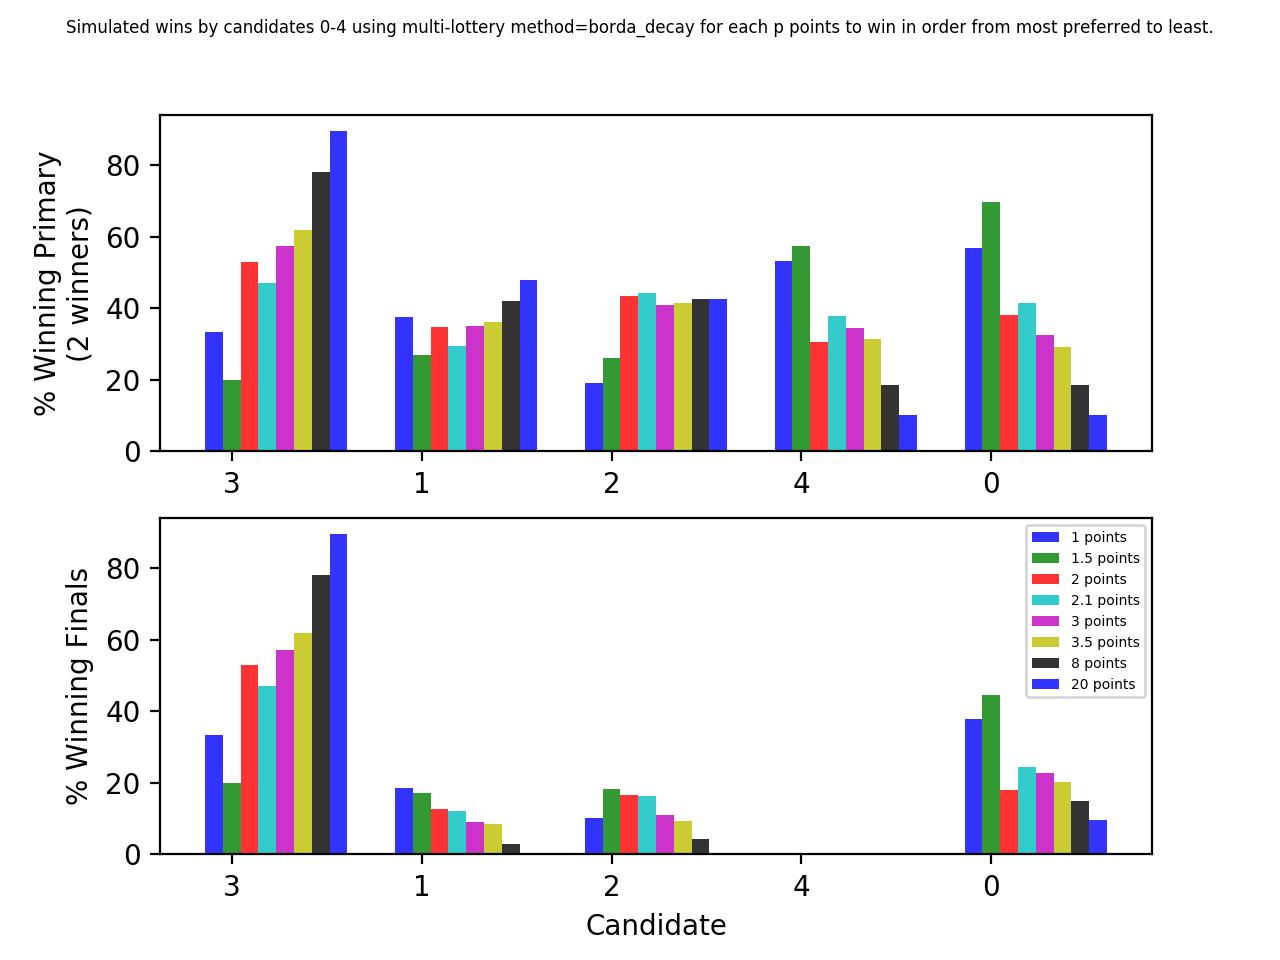 Simulated wins by candidates 0-4 using multi-lottery method=borda_decay for each p points to win in order from most preferred to least.
% Winning Primary
(2 winners)
80
60
40
20
0
3 1 2 4 0
% Winning Finals
80
60
40
20
0
1 points
1.5 points
2 points
2.1 points
3 points
3.5 points
8 points
20 points
3 1 2 4 0
Candidate